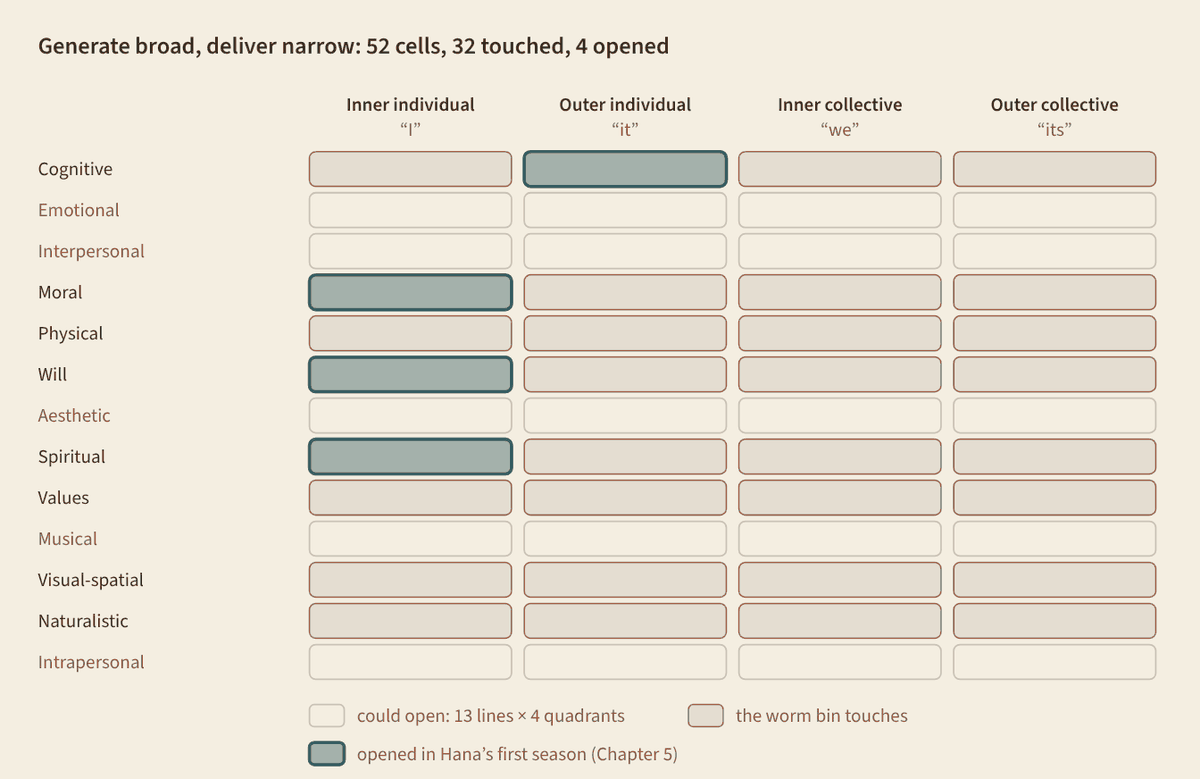 Generate broad, deliver narrow: 52 cells, 32 touched, 4 opened
Inner individual
Outer individual
Inner collective
Outer collective
“I”
“it”
“we”
“its”
Cognitive
Emotional
Interpersonal
Moral
Physical
Will
Aesthetic
Spiritual
Values
Musical
Visual-spatial
Naturalistic
Intrapersonal
could open: 13 lines × 4 quadrants
the worm bin touches
opened in Hana’s first season (Chapter 5)